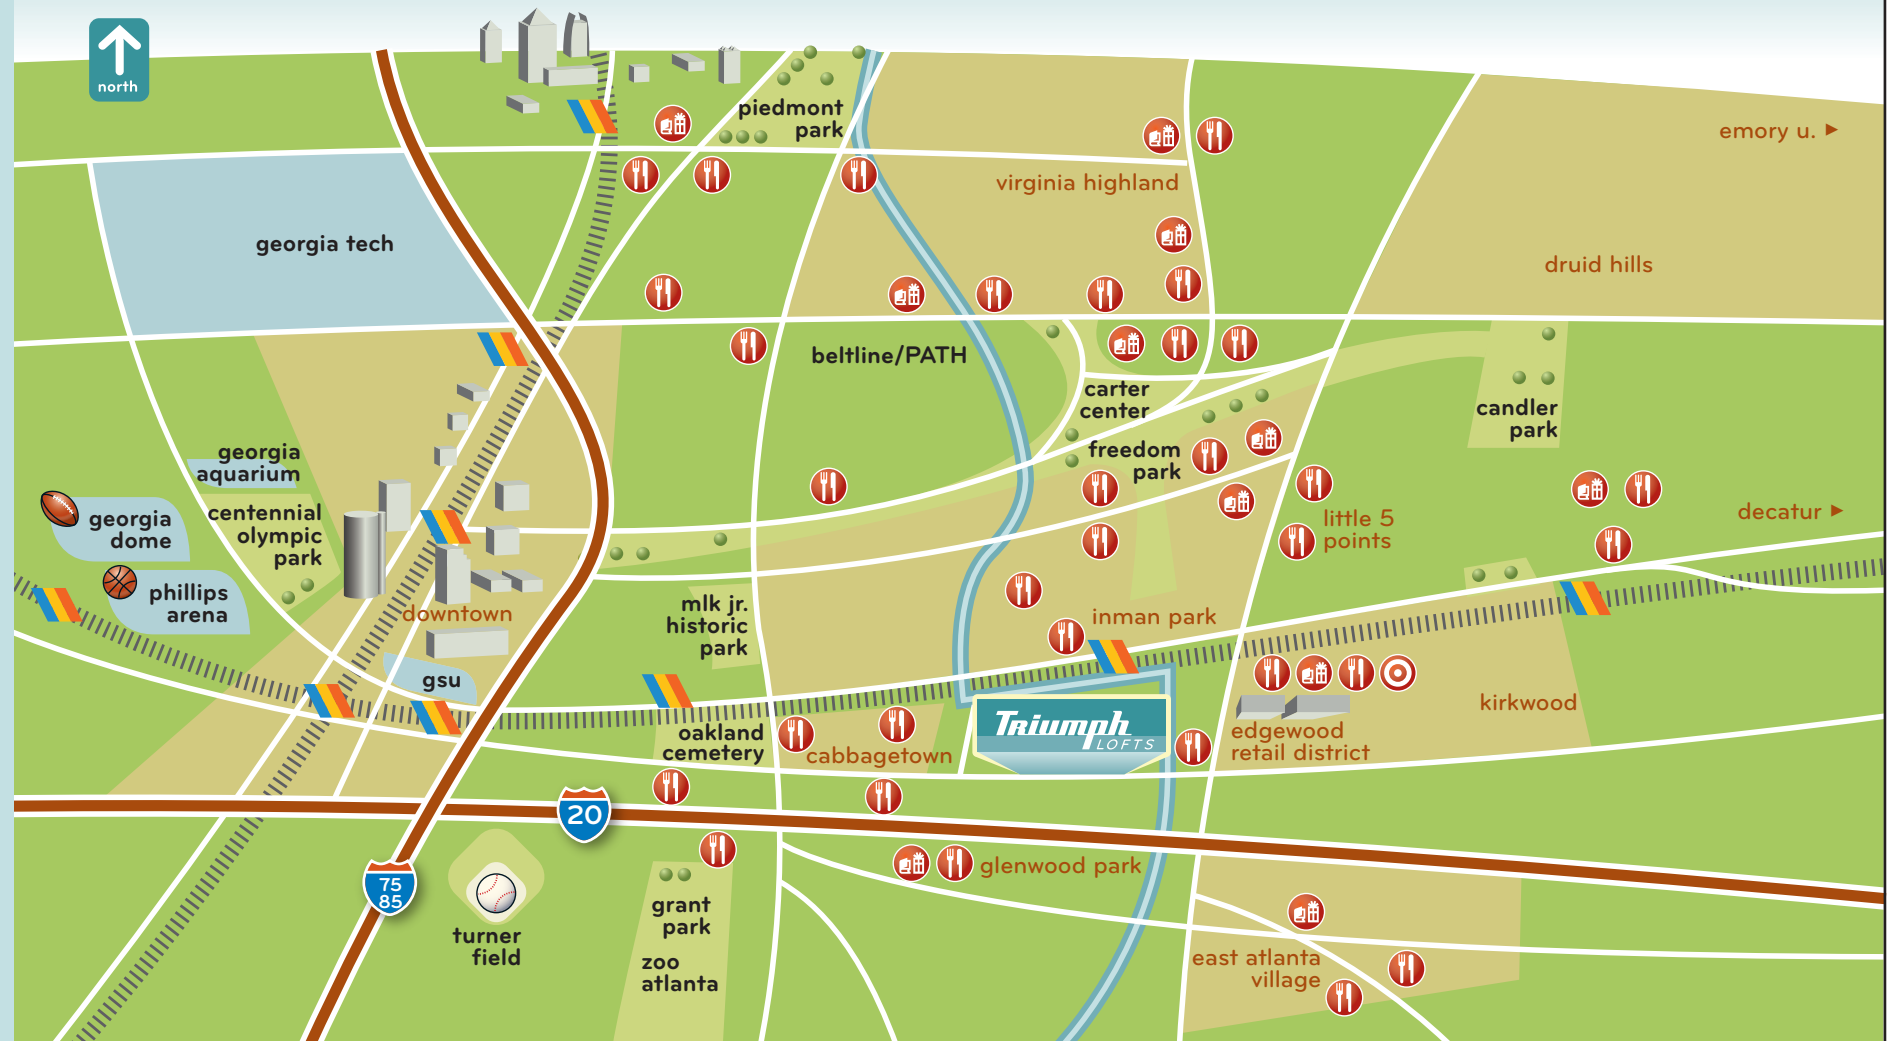 north
piedmont
park
emory u.
virginia highland
georgia tech
druid hills
beltline/PATH
carter
center
candler
park
georgia
aquarium
freedom
park
georgia
dome
centennial
olympic
park
little 5
points
decatur
phillips
arena
downtown
mlk jr.
historic
park
inman park
gsu
kirkwood
Triumph
LOFTS
oakland
cemetery
cabbagetown
edgewood
retail district
20
75
85
glenwood park
grant
park
turner
field
zoo
atlanta
east atlanta
village